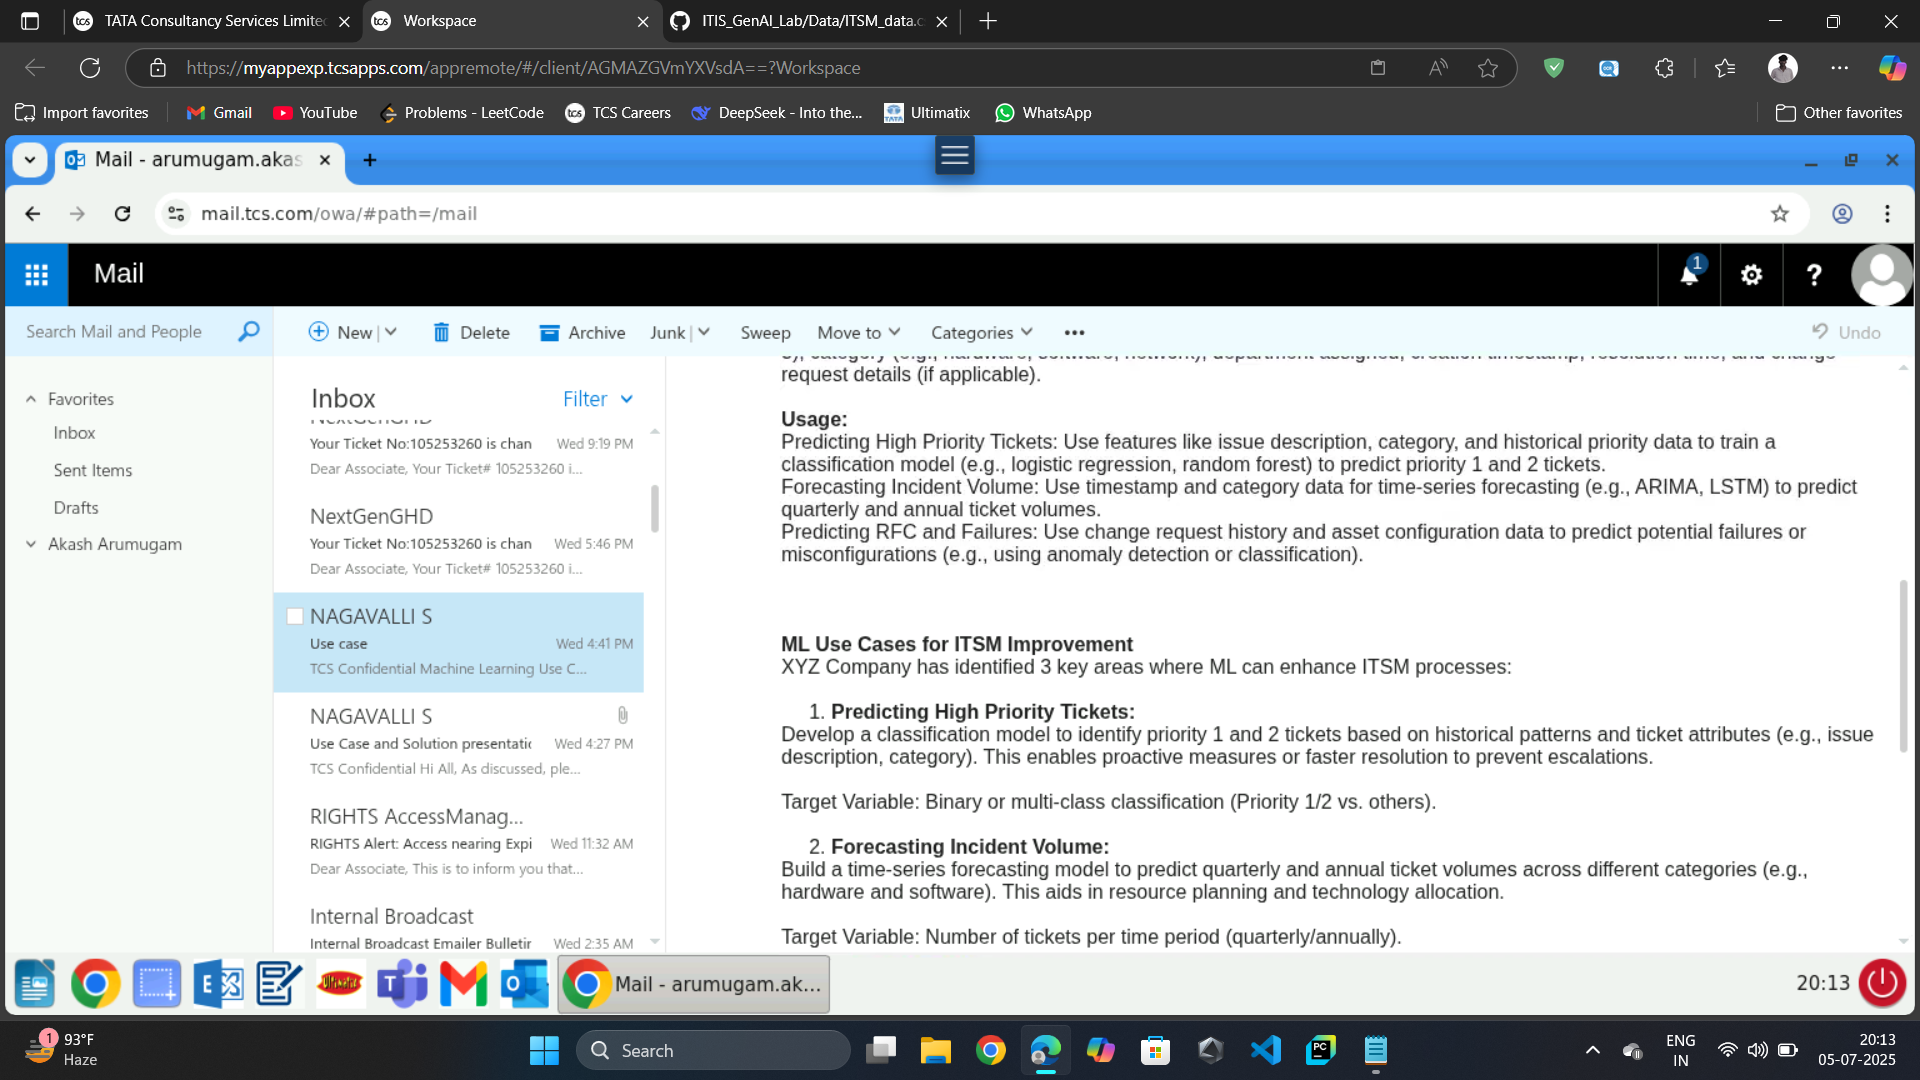 TATA Consultancy Services Limite
Workspace
ITIS_GenAI_Lab/Data/ITSM_data.c
https://myappexp.tcsapps.com/appremote/#/client/AGMAZGVmYXVsdA==?Workspace
Import favorites
Gmail
YouTube
Problems - LeetCode
TCS Careers
DeepSeek - Into the...
Ultimatix
WhatsApp
Other favorites
Mail - arumugam.akas
mail.tcs.com/owa/#path=/mail
Mail
1
Search Mail and People
New
Delete
Archive
Junk
Sweep
Move to
Categories
Undo
Favorites
Inbox
Sent Items
Drafts
Akash Arumugam
Inbox
Filter
NextGenGHD
Your Ticket No:105253260 is chan Wed 9:19 PM
Dear Associate, Your Ticket# 105253260 i...
NextGenGHD
Your Ticket No:105253260 is chan Wed 5:46 PM
Dear Associate, Your Ticket# 105253260 i...
NAGAVALLI S
Use case Wed 4:41 PM
TCS Confidential Machine Learning Use C...
NAGAVALLI S
Use Case and Solution presentatic Wed 4:27 PM
TCS Confidential Hi All, As discussed, ple...
RIGHTS AccessManag...
RIGHTS Alert: Access nearing Expi Wed 11:32 AM
Dear Associate, This is to inform you that...
Internal Broadcast
Internal Broadcast Emailer Bulletir Wed 2:35 AM
category (e.g., hardware, software, network), department assigned, creation timestamp, resolution time, and change
request details (if applicable).
Usage:
Predicting High Priority Tickets: Use features like issue description, category, and historical priority data to train a
classification model (e.g., logistic regression, random forest) to predict priority 1 and 2 tickets.
Forecasting Incident Volume: Use timestamp and category data for time-series forecasting (e.g., ARIMA, LSTM) to predict
quarterly and annual ticket volumes.
Predicting RFC and Failures: Use change request history and asset configuration data to predict potential failures or
misconfigurations (e.g., using anomaly detection or classification).
ML Use Cases for ITSM Improvement
XYZ Company has identified 3 key areas where ML can enhance ITSM processes:
1. Predicting High Priority Tickets:
Develop a classification model to identify priority 1 and 2 tickets based on historical patterns and ticket attributes (e.g., issue
description, category). This enables proactive measures or faster resolution to prevent escalations.
Target Variable: Binary or multi-class classification (Priority 1/2 vs. others).
2. Forecasting Incident Volume:
Build a time-series forecasting model to predict quarterly and annual ticket volumes across different categories (e.g.,
hardware and software). This aids in resource planning and technology allocation.
Target Variable: Number of tickets per time period (quarterly/annually).
Mail - arumugam.ak...
20:13
1
93°F
Haze
Search
ENG
IN
20:13
05-07-2025